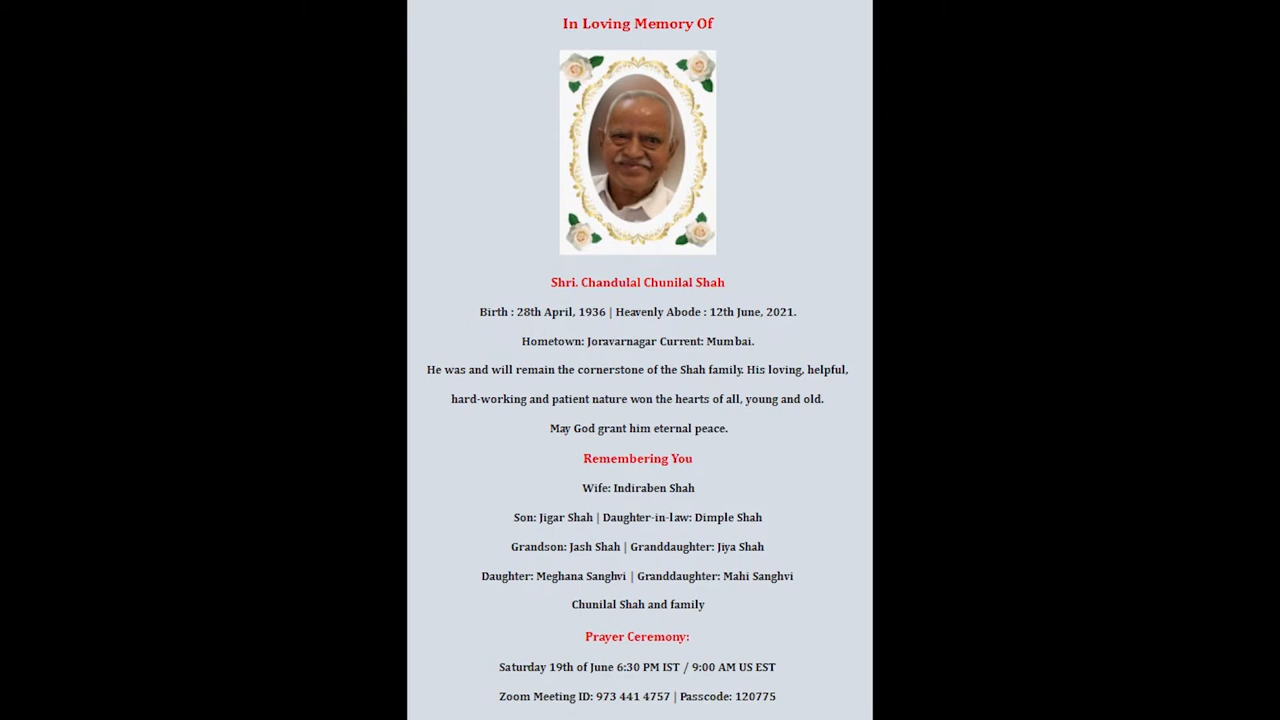 In Loving Memory Of
Shri. Chandulal Chunilal Shah
Birth : 28th April, 1936 | Heavenly Abode : 12th June, 2021.
Hometown: Joravarnagar Current: Mumbai.
He was and will remain the cornerstone of the Shah family. His loving, helpful,
hard-working and patient nature won the hearts of all, young and old.
May God grant him eternal peace.
Remembering You
Wife: Indiraben Shah
Son: Jigar Shah | Daughter-in-law: Dimple Shah
Grandson: Jash Shah | Granddaughter: Jiya Shah
Daughter: Meghana Sanghvi | Granddaughter: Mahi Sanghvi
Chunilal Shah and family
Prayer Ceremony:
Saturday 19th of June 6:30 PM IST / 9:00 AM US EST
Zoom Meeting ID: 973 441 4757 | Passcode: 120775